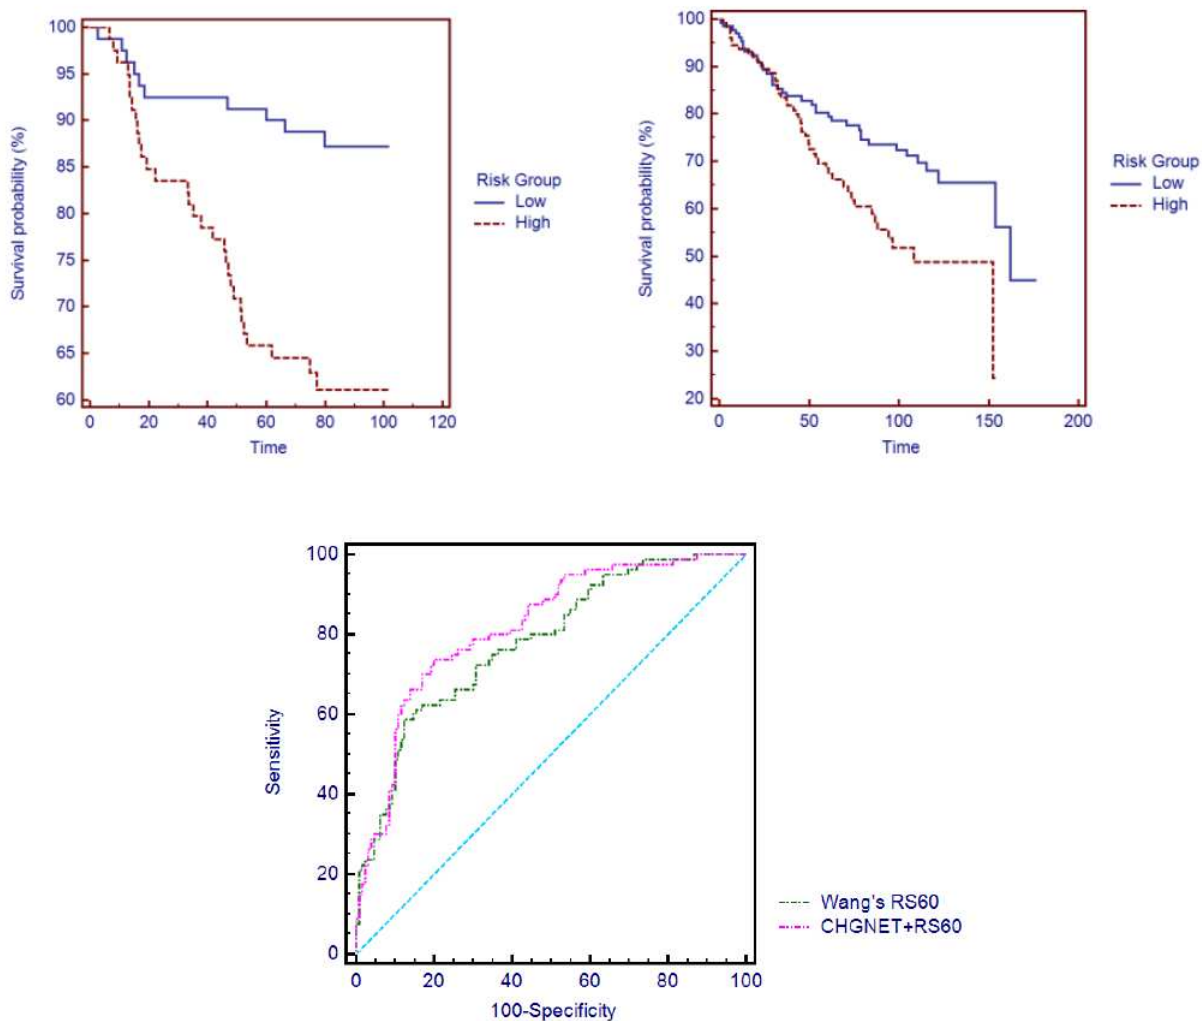 100
95
90
85
80
75
70
65
60
Survival probability (%)
0 20 40 60 80 100 120
Time
Risk Group
Low
High
100
90
80
70
60
50
40
30
20
Survival probability (%)
0 50 100 150 200
Time
Risk Group
Low
High
100
80
60
40
20
0
Sensitivity
0 20 40 60 80 100
100-Specificity
Wang's RS60
CHGNET+RS60